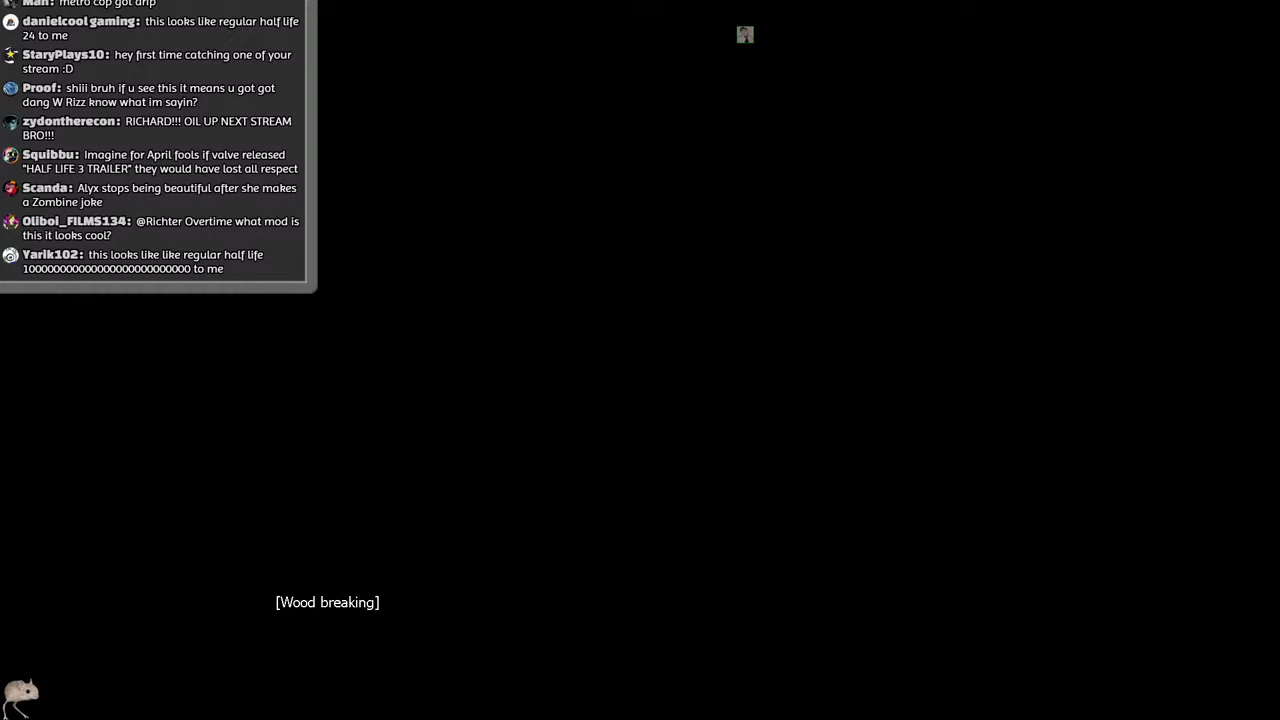 Man: metro cop got drip
danielcool gaming: this looks like regular half life
24 to me
StaryPlays10: hey first time catching one of your
stream :D
Proof: shiii bruh if u see this it means u got got
dang W Rizz know what im sayin?
zydontherecon: RICHARD!!! OIL UP NEXT STREAM
BRO!!!
Squibbu: Imagine for April fools if valve released
"HALF LIFE 3 TRAILER" they would have lost all respect
Scanda: Alyx stops being beautiful after she makes
a Zombine joke
Oliboi_FILMS134: @Richter Overtime what mod is
this it looks cool?
Yarik102: this looks like like regular half life
100000000000000000000000000 to me
[Wood breaking]